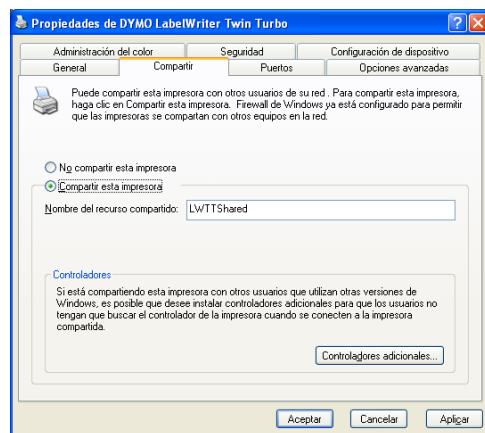 Propiedades de DYMO LabelWriter Twin Turbo
Administración del color Seguridad Configuración de dispositivo
General Compartir Puertos Opciones avanzadas
Puede compartir esta impresora con otros usuarios de su red . Para compartir esta impresora,
haga clic en Compartir esta impresora. Firewall de Windows ya está configurado para permitir
que las impresoras se compartan con otros equipos en la red.
No compartir esta impresora
Compartir esta impresora
Nombre del recurso compartido: LWTTShared
Controladores
Si está compartiendo esta impresora con otros usuarios que utilizan otras versiones de
Windows, es posible que desee instalar controladores adicionales para que los usuarios no
tengan que buscar el controlador de la impresora cuando se conecten a la impresora
compartida.
Controladores adicionales...
Aceptar Cancelar Aplicar